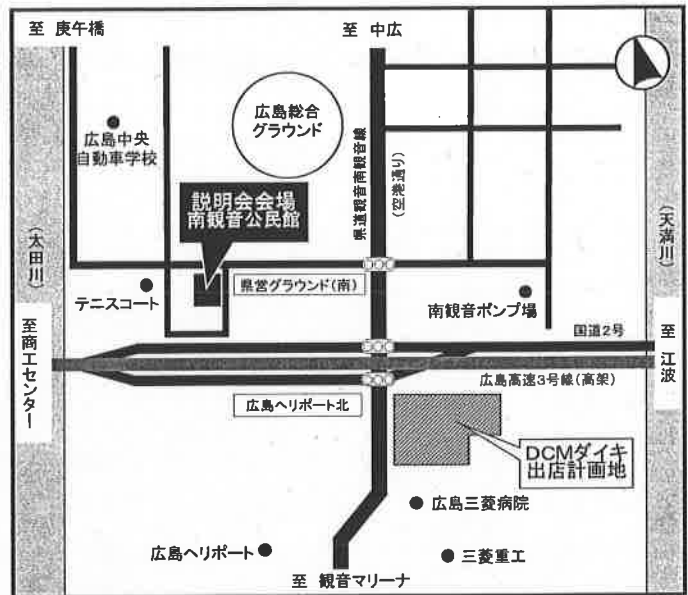 至 庚午橋
至 中広
広島中央
自動車学校
広島総合
グラウンド
県道観音南観音線
(空港通り)
説明会会場
南観音公民館
(太田川)
(天満川)
テニスコート
県営グラウンド(南)
南観音ポンプ場
国道2号
至商工センター
至 江波
広島高速3号線(高架)
広島ヘリポート北
DCMダイキ
出店計画地
広島三菱病院
広島ヘリポート
三菱重工
至 観音マリーナ